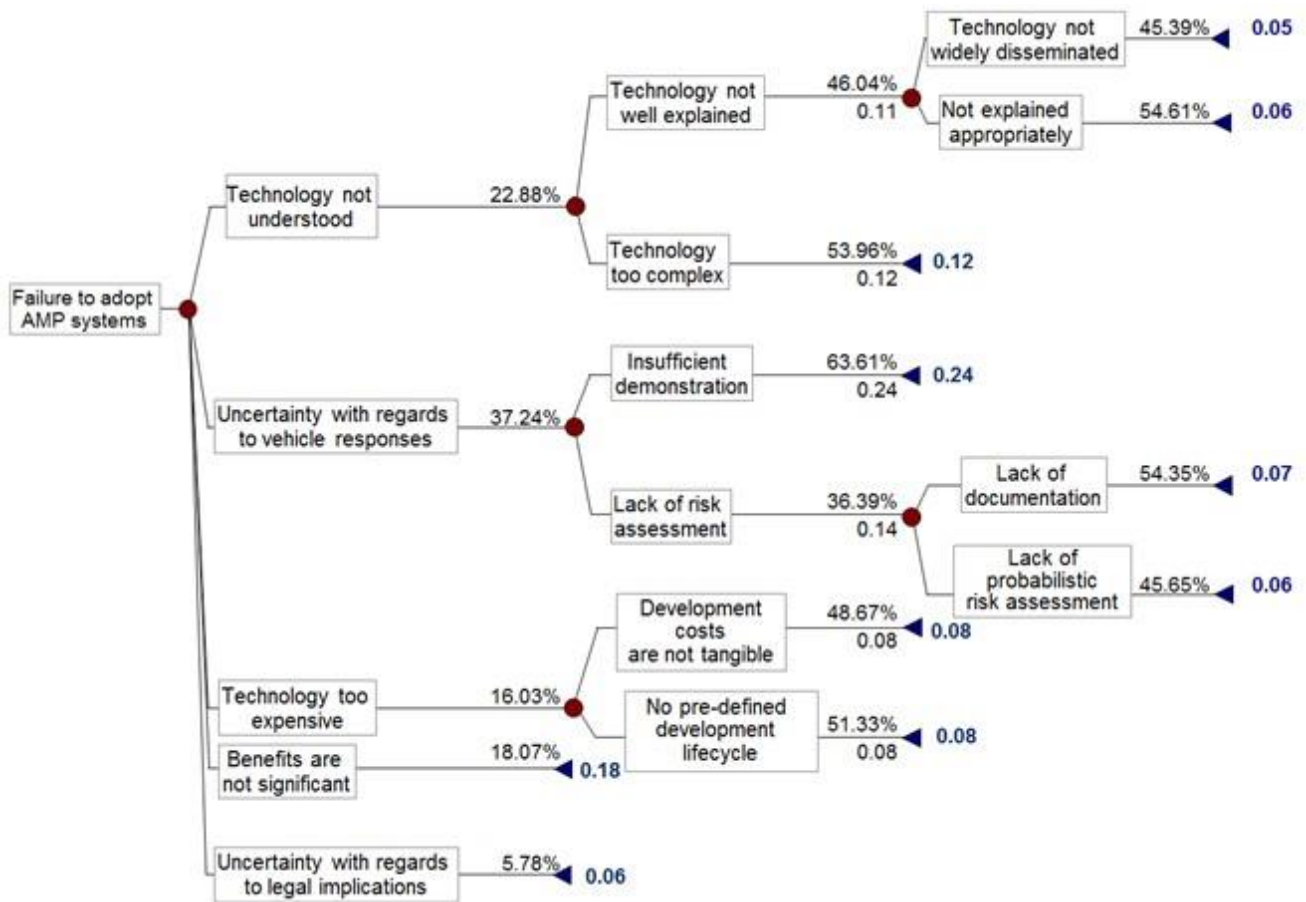 Technology not
widely disseminated
45.39%
0.05
Technology not
well explained
46.04%
0.11
Not explained
appropriately
54.61%
0.06
Technology not
understood
22.88%
Technology
too complex
53.96%
0.12
0.12
Failure to adopt
AMP systems
Insufficient
demonstration
63.61%
0.24
0.24
Uncertainty with regards
to vehicle responses
37.24%
Lack of
documentation
54.35%
0.07
Lack of risk
assessment
36.39%
0.14
Lack of
probabilistic
risk assessment
45.65%
0.06
Development
costs
are not tangible
48.67%
0.08
0.08
Technology too
expensive
16.03%
No pre-defined
development
lifecycle
51.33%
0.08
0.08
Benefits are
not significant
18.07%
0.18
Uncertainty with regards
to legal implications
5.78%
0.06